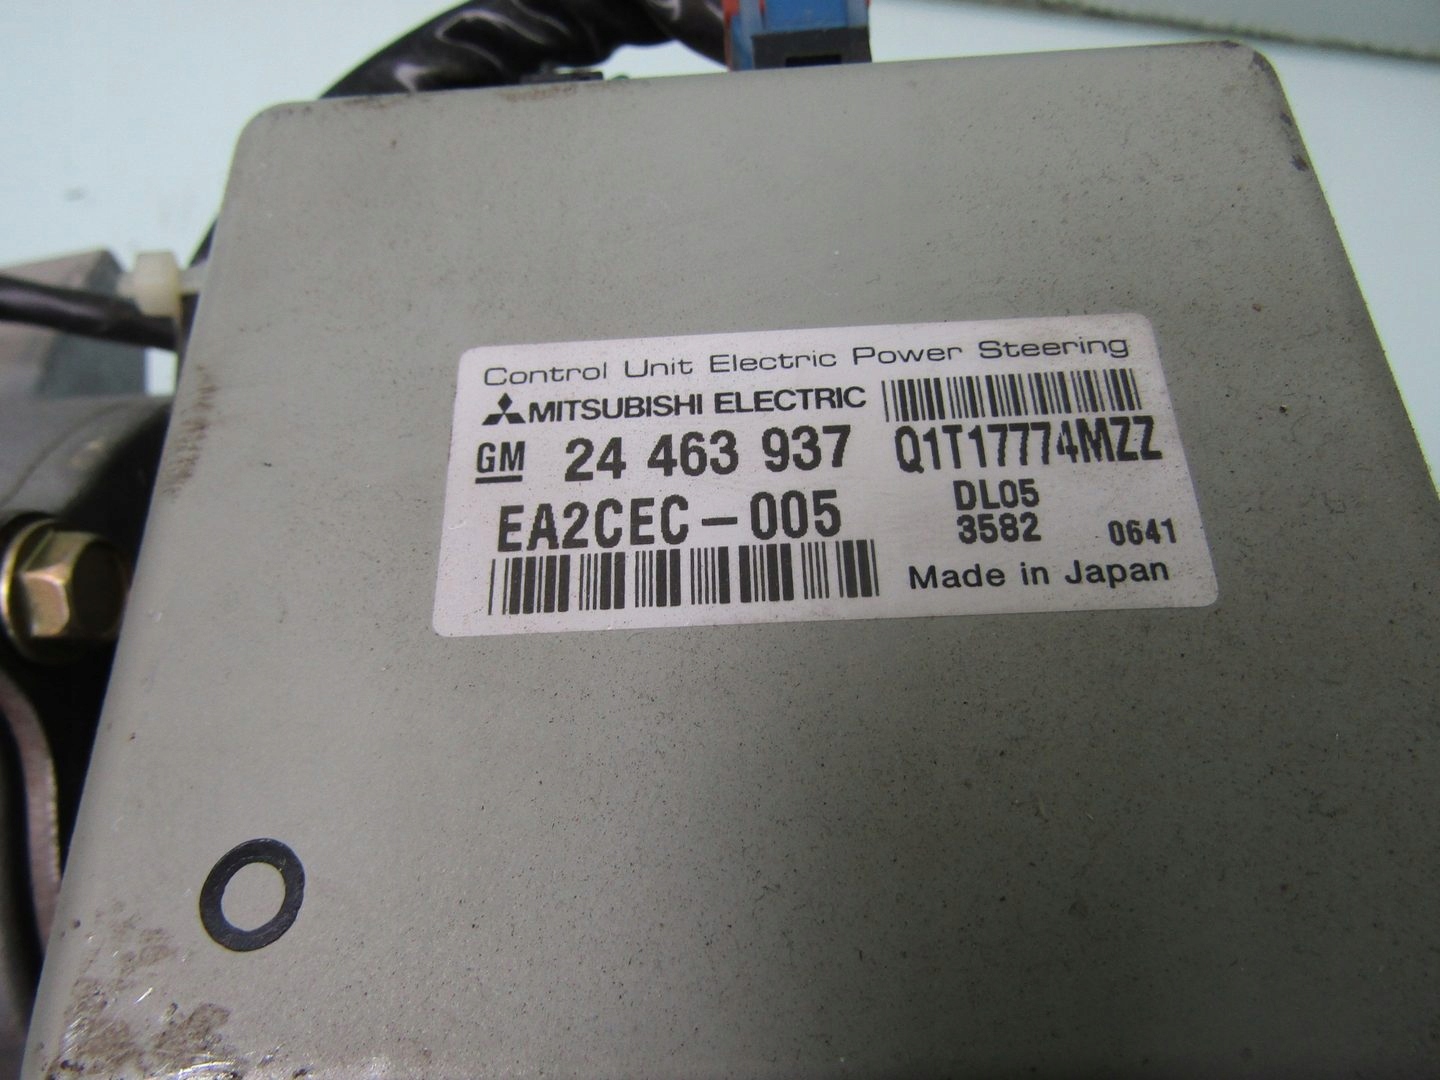 Control Unit Electric Power Steering
MITSUBISHI ELECTRIC
GM 24 463 937 Q1T17774MZZ
EA2CEC-005 DL05
3582 0641
Made in Japan